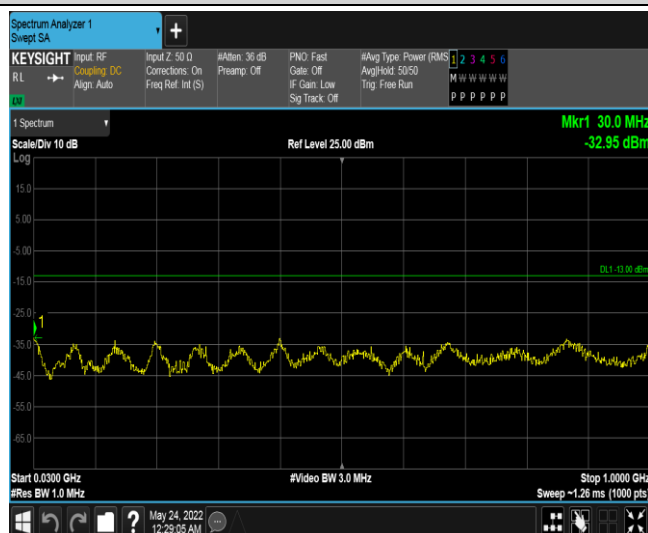 Spectrum Analyzer 1
Swept SA
+
KEYSIGHT
RL
LXI
Input: RF
Coupling: DC
Align: Auto
Input Z: 50 Ω
Corrections: On
Freq Ref: Int (S)
#Atten: 36 dB
Preamp: Off
PNO: Fast
Gate: Off
IF Gain: Low
Sig Track: Off
#Avg Type: Power (RMS
Avg|Hold: 50/50
Trig: Free Run
1 2 3 4 5 6
M W W W W W
P P P P P P
1 Spectrum
Scale/Div 10 dB
Ref Level 25.00 dBm
Mkr1 30.0 MHz
-32.95 dBm
Log
15.0
5.00
-5.00
DL1 -13.00 dBm
-15.0
-25.0
1
-35.0
-45.0
-55.0
-65.0
Start 0.0300 GHz
#Video BW 3.0 MHz
Stop 1.0000 GHz
#Res BW 1.0 MHz
Sweep ~1.26 ms (1000 pts)
?
May 24, 2022
12:29:05 AM